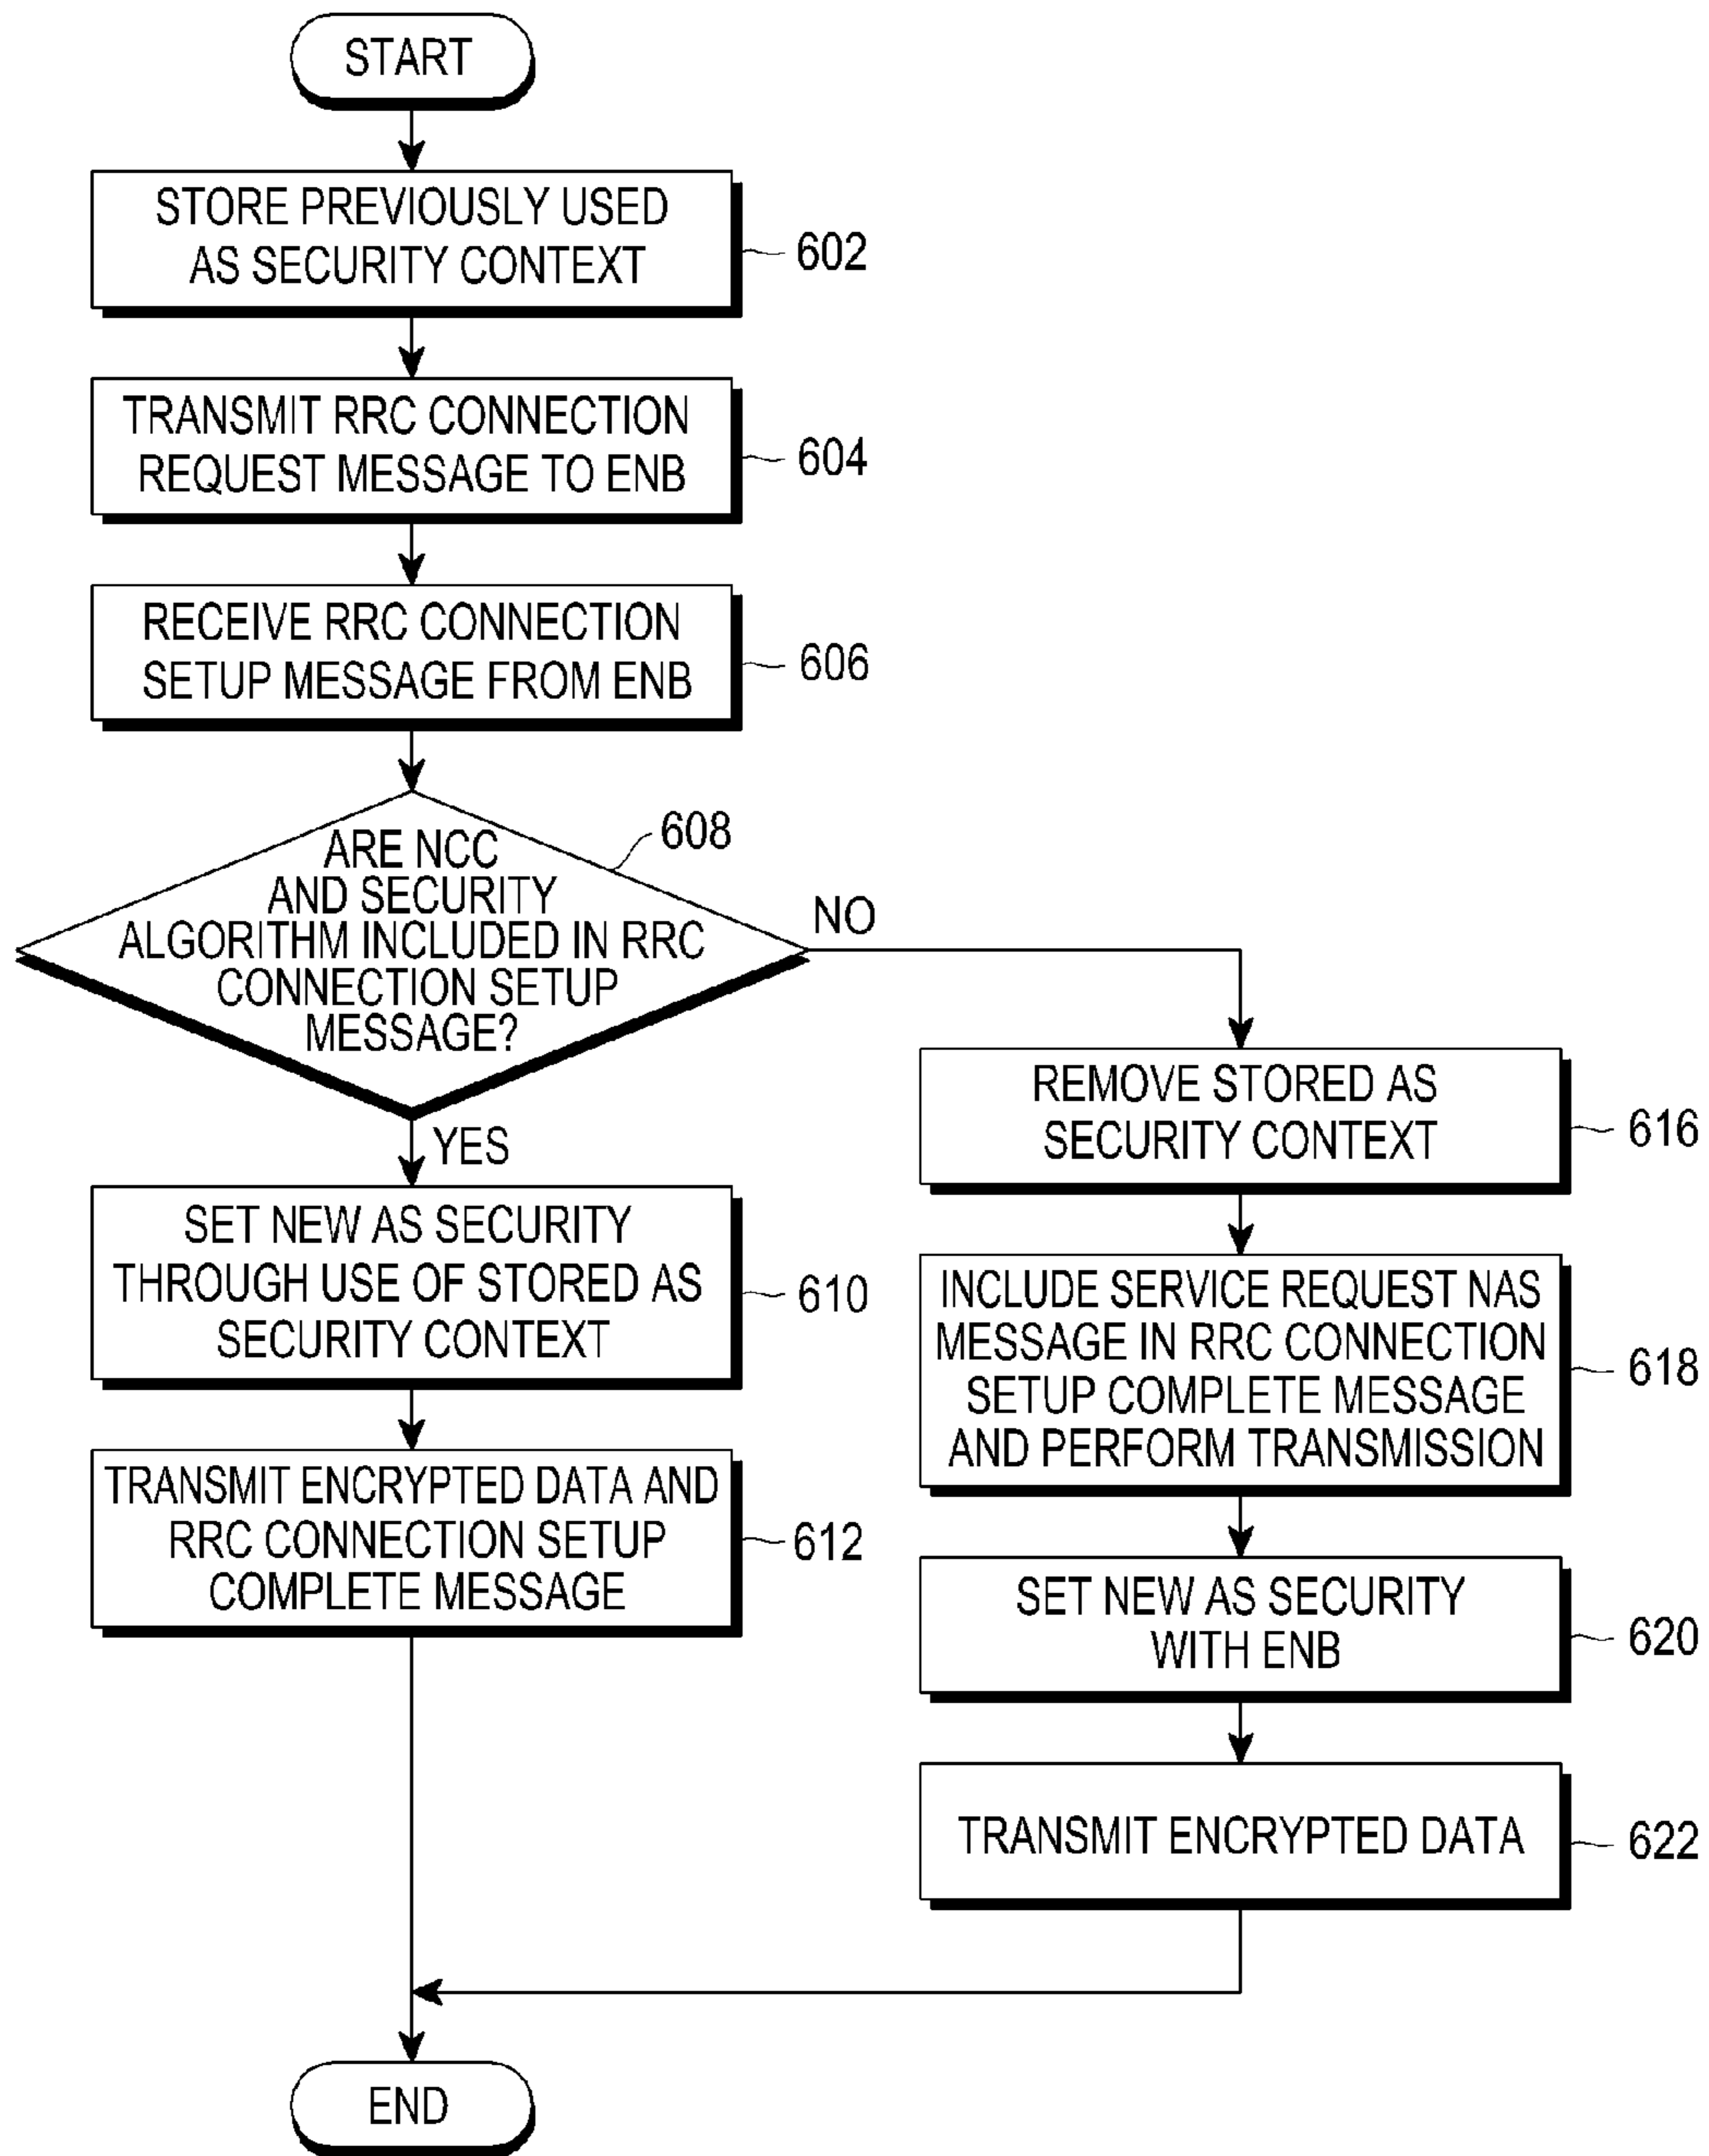 START
STORE PREVIOUSLY USED
AS SECURITY CONTEXT
602
TRANSMIT RRC CONNECTION
REQUEST MESSAGE TO ENB
604
RECEIVE RRC CONNECTION
SETUP MESSAGE FROM ENB
606
ARE NCC
AND SECURITY
ALGORITHM INCLUDED IN RRC
CONNECTION SETUP
MESSAGE?
608
NO
YES
SET NEW AS SECURITY
THROUGH USE OF STORED AS
SECURITY CONTEXT
610
TRANSMIT ENCRYPTED DATA AND
RRC CONNECTION SETUP
COMPLETE MESSAGE
612
REMOVE STORED AS
SECURITY CONTEXT
616
INCLUDE SERVICE REQUEST NAS
MESSAGE IN RRC CONNECTION
SETUP COMPLETE MESSAGE
AND PERFORM TRANSMISSION
618
SET NEW AS SECURITY
WITH ENB
620
TRANSMIT ENCRYPTED DATA
622
END